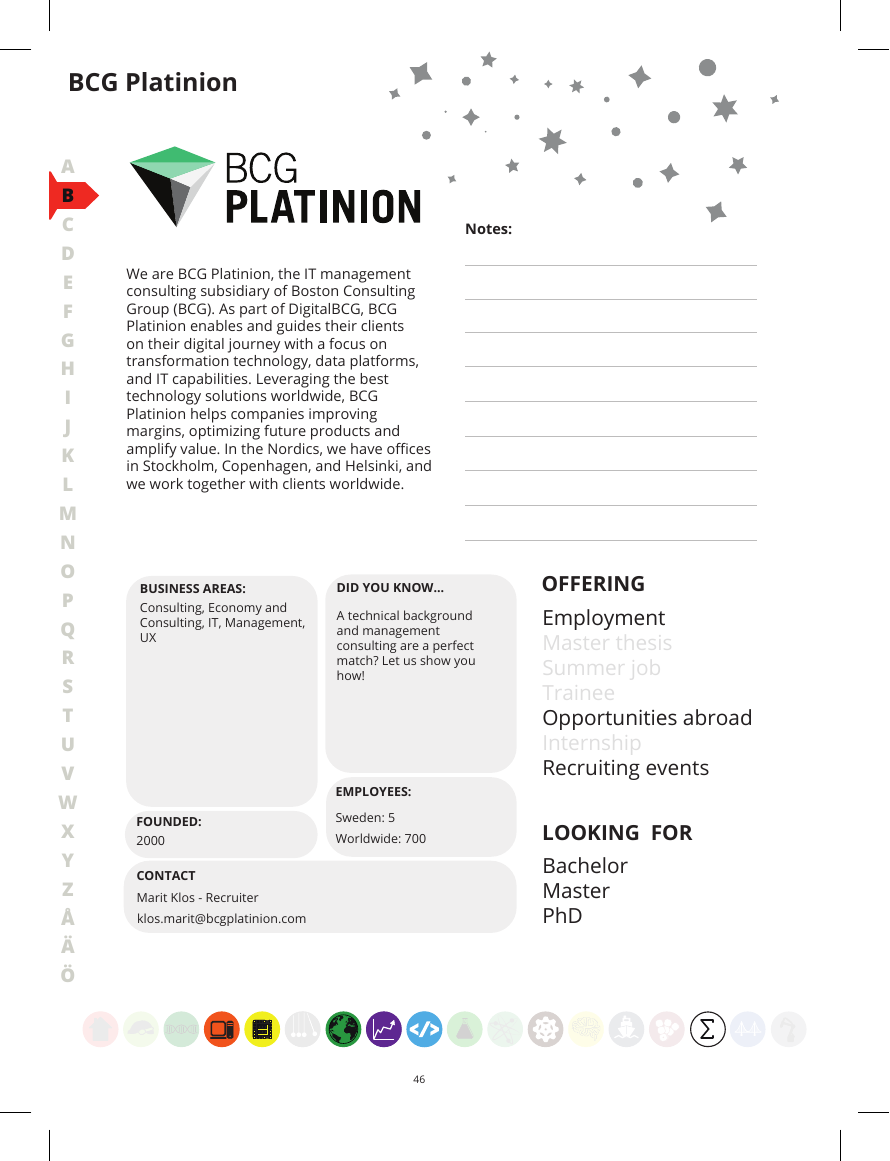 BCG Platinion
A
B
C
D
E
F
G
H
I
J
K
L
M
N
O
P
Q
R
S
T
U
V
W
X
Y
Z
Å
Ä
Ö
BCG
PLATINION
We are BCG Platinion, the IT management
consulting subsidiary of Boston Consulting
Group (BCG). As part of DigitalBCG, BCG
Platinion enables and guides their clients
on their digital journey with a focus on
transformation technology, data platforms,
and IT capabilities. Leveraging the best
technology solutions worldwide, BCG
Platinion helps companies improving
margins, optimizing future products and
amplify value. In the Nordics, we have offices
in Stockholm, Copenhagen, and Helsinki, and
we work together with clients worldwide.
Notes:
BUSINESS AREAS:
Consulting, Economy and
Consulting, IT, Management,
UX
DID YOU KNOW...
A technical background
and management
consulting are a perfect
match? Let us show you
how!
FOUNDED:
2000
EMPLOYEES:
Sweden: 5
Worldwide: 700
CONTACT
Marit Klos - Recruiter
klos.marit@bcgplatinion.com
OFFERING
Employment
Master thesis
Summer job
Trainee
Opportunities abroad
Internship
Recruiting events
LOOKING FOR
Bachelor
Master
PhD
</>
Σ
46